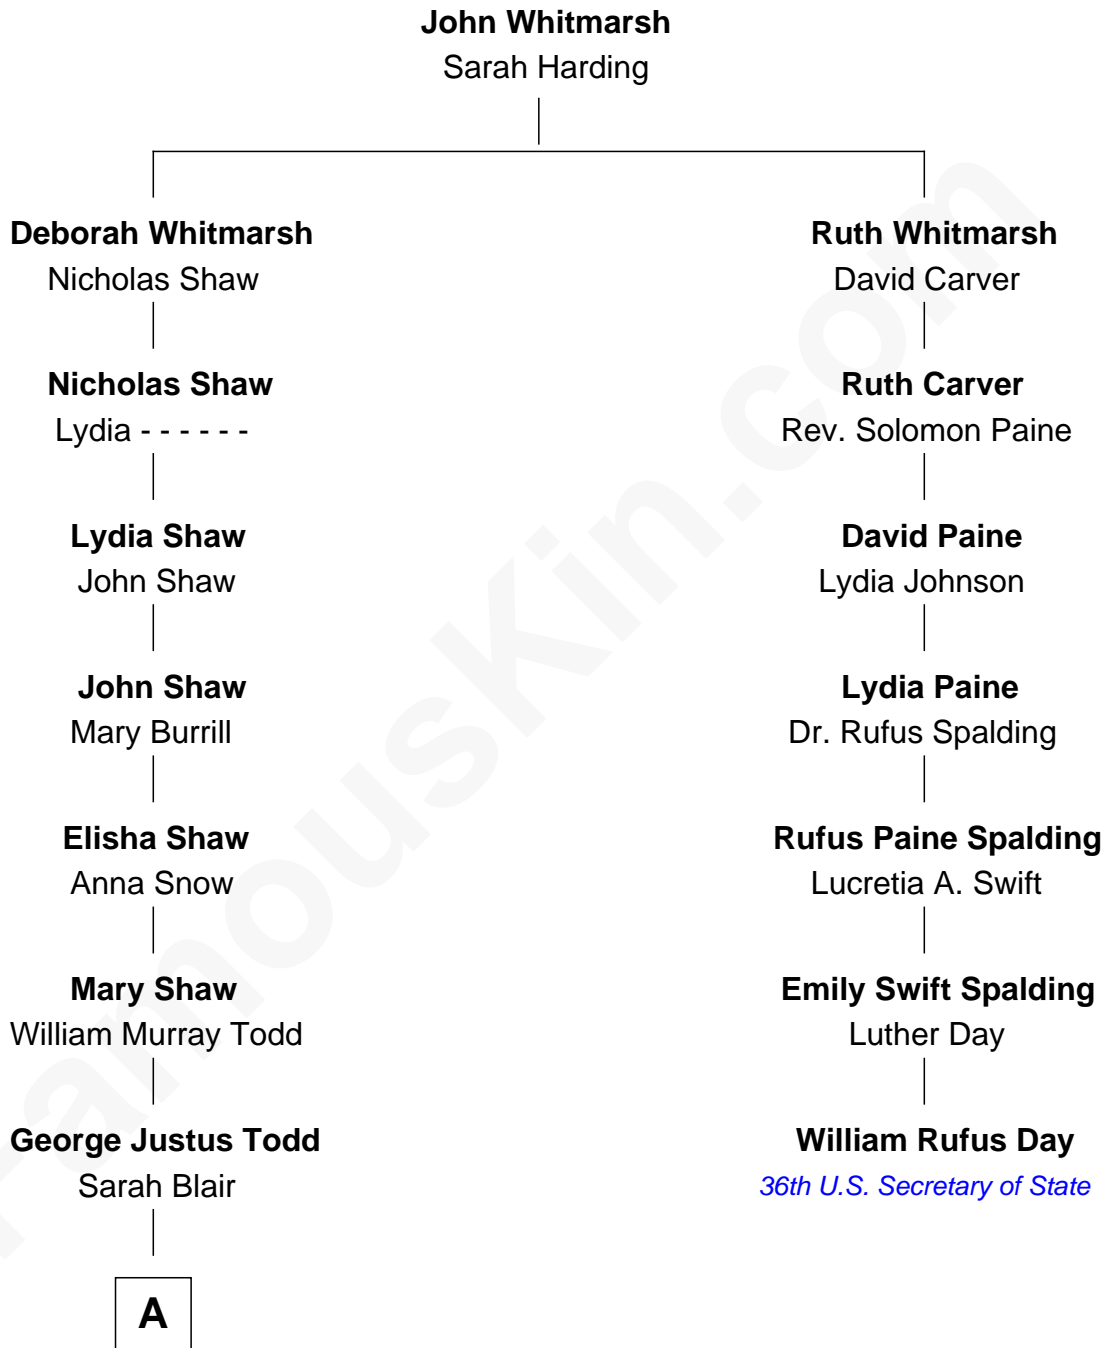 John Whitmarsh
Sarah Harding
Deborah Whitmarsh
Nicholas Shaw
Ruth Whitmarsh
David Carver
Nicholas Shaw
Lydia - - - - - -
Ruth Carver
Rev. Solomon Paine
Lydia Shaw
John Shaw
David Paine
Lydia Johnson
John Shaw
Mary Burrill
Lydia Paine
Dr. Rufus Spalding
Elisha Shaw
Anna Snow
Rufus Paine Spalding
Lucretia A. Swift
Mary Shaw
William Murray Todd
Emily Swift Spalding
Luther Day
George Justus Todd
Sarah Blair
William Rufus Day
36th U.S. Secretary of State
A
FamousKin.com